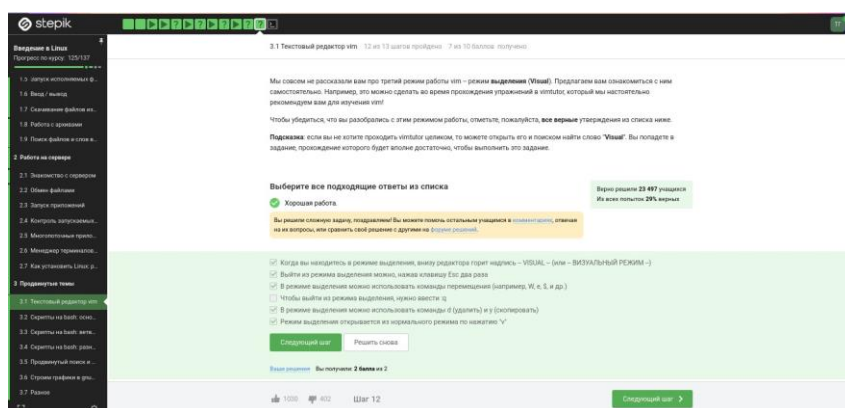 stepik
Введение в Linux
Прогресс по курсу: 125/137
1.5 Запуск исполняемых ф...
1.6 Ввод / вывод
1.7 Скачивание файлов из...
1.8 Работа с архивами
1.9 Поиск файлов и слов в...
2 Работа на сервере
2.1 Знакомство с сервером
2.2 Обмен файлами
2.3 Запуск приложений
2.4 Контроль запускаемых...
2.5 Многопоточные прило...
2.6 Менеджер терминалов...
2.7 Как установить Linux: р...
3 Продвинутые темы
3.1 Текстовый редактор vim
3.2 Скрипты на bash: осно...
3.3 Скрипты на bash: ветв...
3.4 Скрипты на bash: разн...
3.5 Продвинутый поиск и ...
3.6 Строим графики в gnu...
3.7 Разное
3.1 Текстовый редактор vim 12 из 13 шагов пройдено 7 из 10 баллов получено
Мы совсем не рассказали вам про третий режим работы vim – режим выделения (Visual). Предлагаем вам ознакомиться с ним
самостоятельно. Например, это можно сделать во время прохождения упражнений в vimtutor, который мы настоятельно
рекомендуем вам для изучения vim!
Чтобы убедиться, что вы разобрались с этим режимом работы, отметьте, пожалуйста, все верные утверждения из списка ниже.
Подсказка: если вы не хотите проходить vimtutor целиком, то можете открыть его и поиском найти слово "Visual". Вы попадете в
задание, прохождение которого будет вполне достаточно, чтобы выполнить это задание.
Выберите все подходящие ответы из списка
Хорошая работа.
Верно решили 23 497 учащихся
Из всех попыток 29% верных
Вы решили сложную задачу, поздравляем! Вы можете помочь остальным учащимся в комментариях, отвечая
на их вопросы, или сравнить своё решение с другими на форуме решений.
Когда вы находитесь в режиме выделения, внизу редактора горит надпись -- VISUAL -- (или -- ВИЗУАЛЬНЫЙ РЕЖИМ --)
Выйти из режима выделения можно, нажав клавишу Esc два раза
В режиме выделения можно использовать команды перемещения (например, W, e, $, и др.)
Чтобы выйти из режима выделения, нужно ввести :q
В режиме выделения можно использовать команды d (удалить) и y (скопировать)
Режим выделения открывается из нормального режима по нажатию "v"
Следующий шаг
Решить снова
Ваши решения Вы получили: 2 балла из 2
1000 402 Шаг 12
Следующий шаг